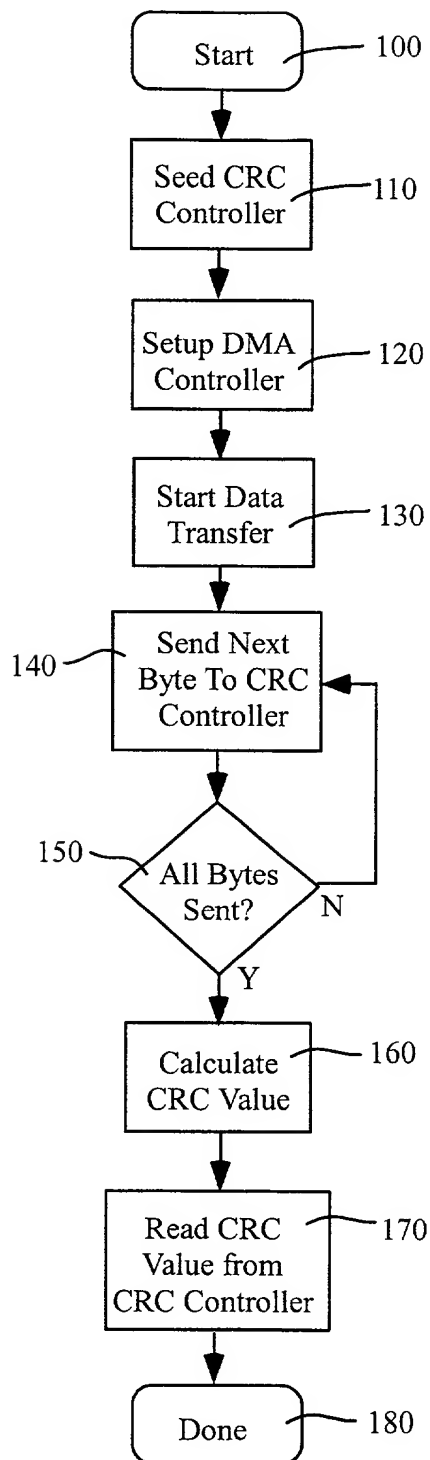 Start
100
Seed CRC
Controller
110
Setup DMA
Controller
120
Start Data
Transfer
130
140
Send Next
Byte To CRC
Controller
150
All Bytes
Sent?
N
Y
Calculate
CRC Value
160
Read CRC
Value from
CRC Controller
170
Done
180